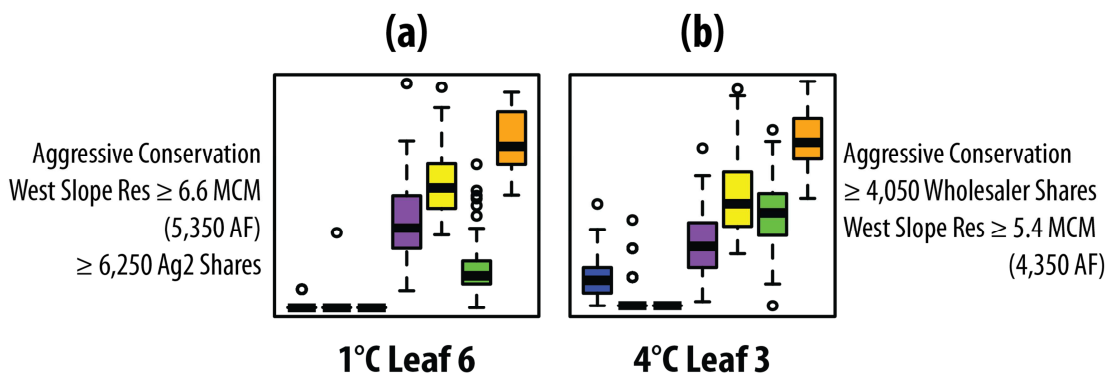 (a)
(b)
Aggressive Conservation
West Slope Res ≥ 6.6 MCM
(5,350 AF)
≥ 6,250 Ag2 Shares
Aggressive Conservation
≥ 4,050 Wholesaler Shares
West Slope Res ≥ 5.4 MCM
(4,350 AF)
1°C Leaf 6
4°C Leaf 3